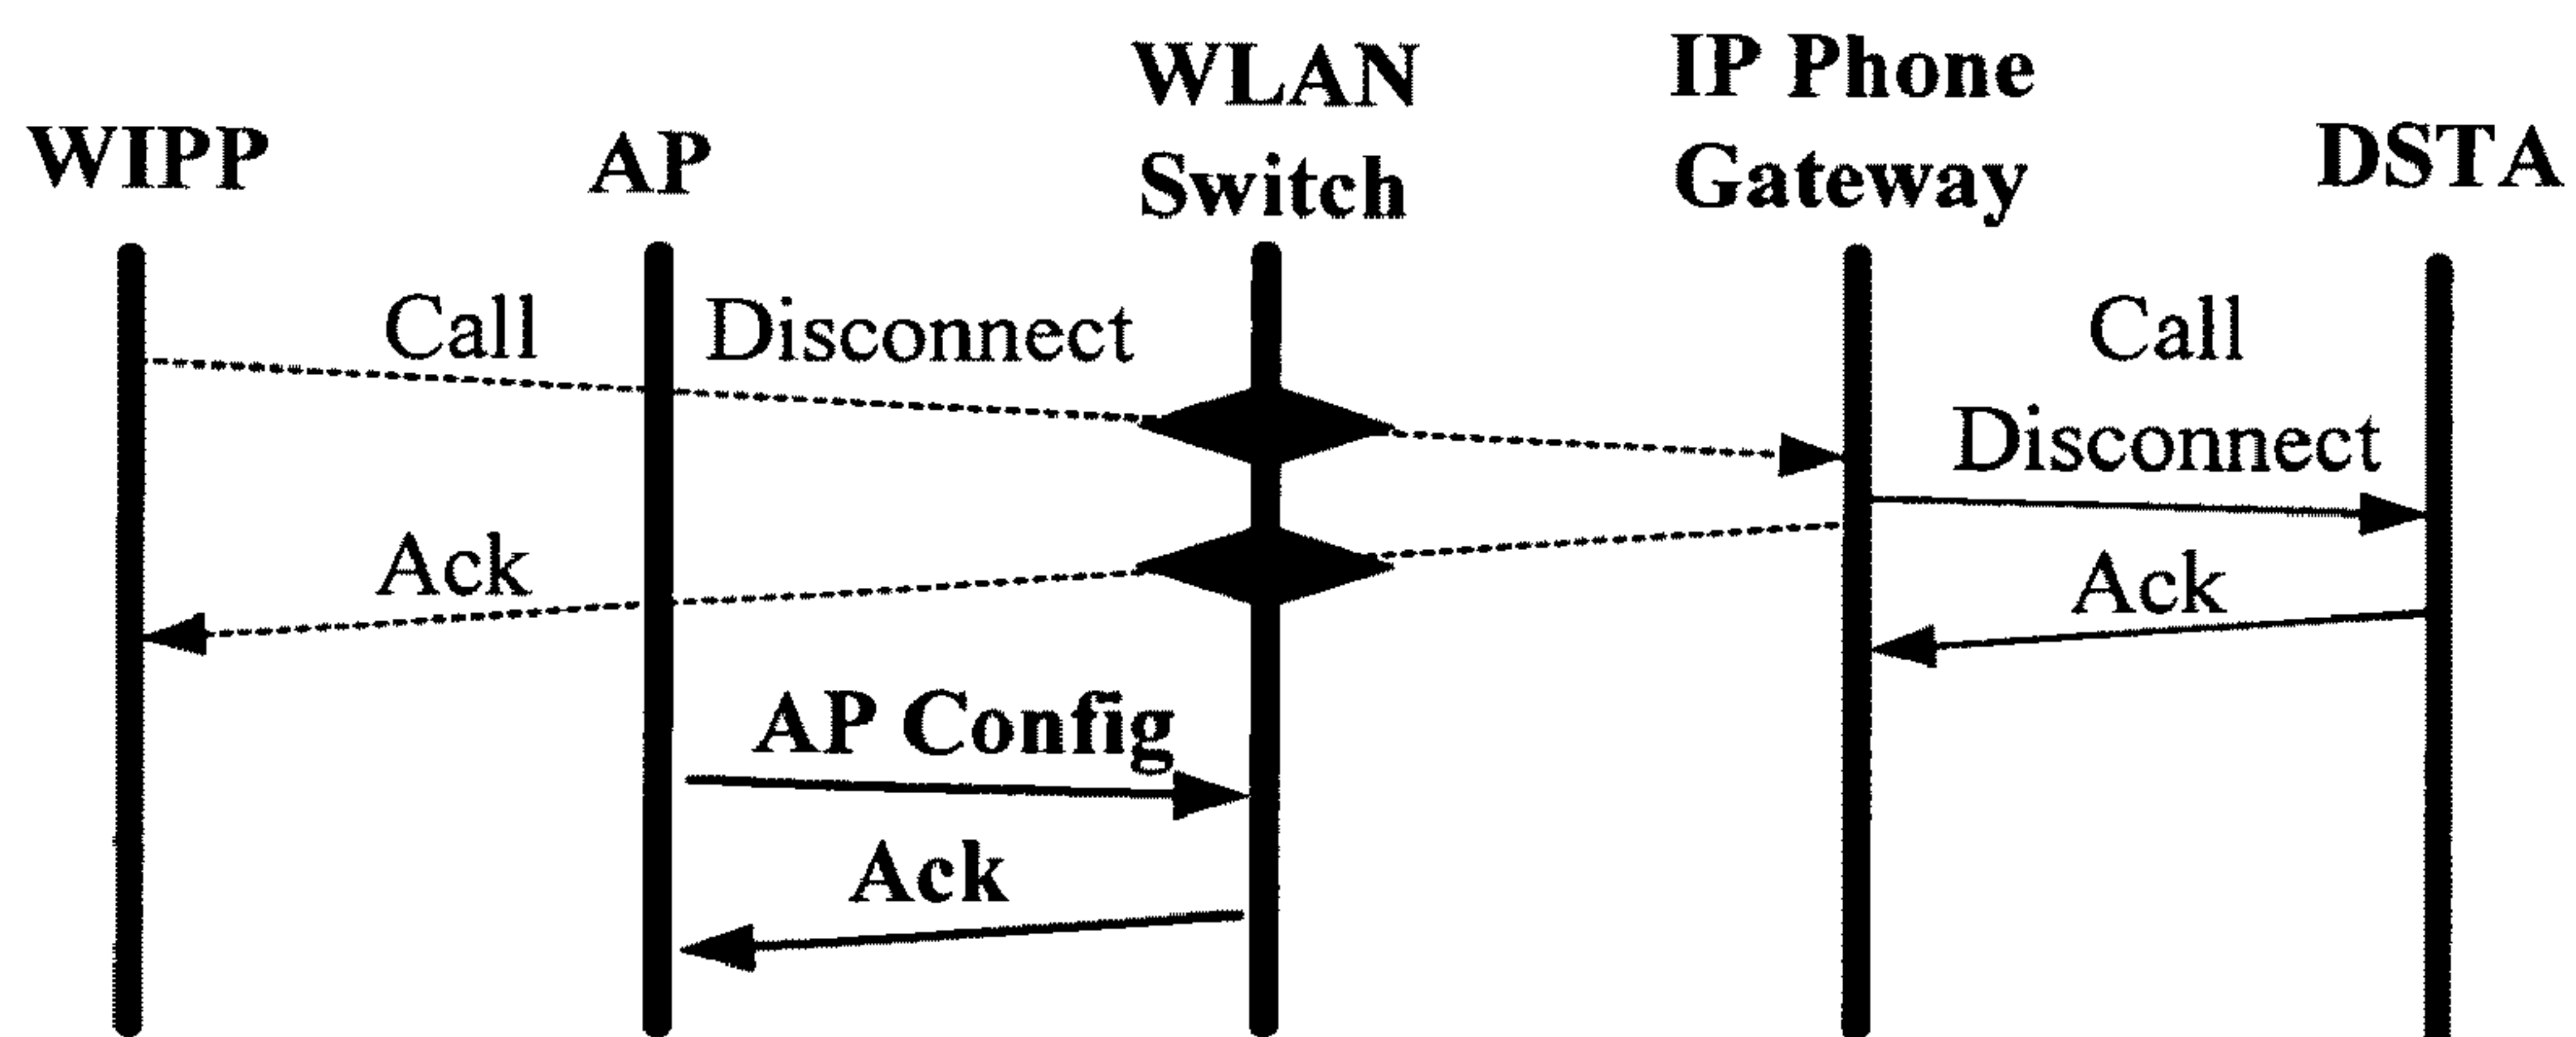 WIPP
AP
WLAN
Switch
IP Phone
Gateway
DSTA
Call Disconnect
Call
Disconnect
Ack
Ack
AP Config
Ack